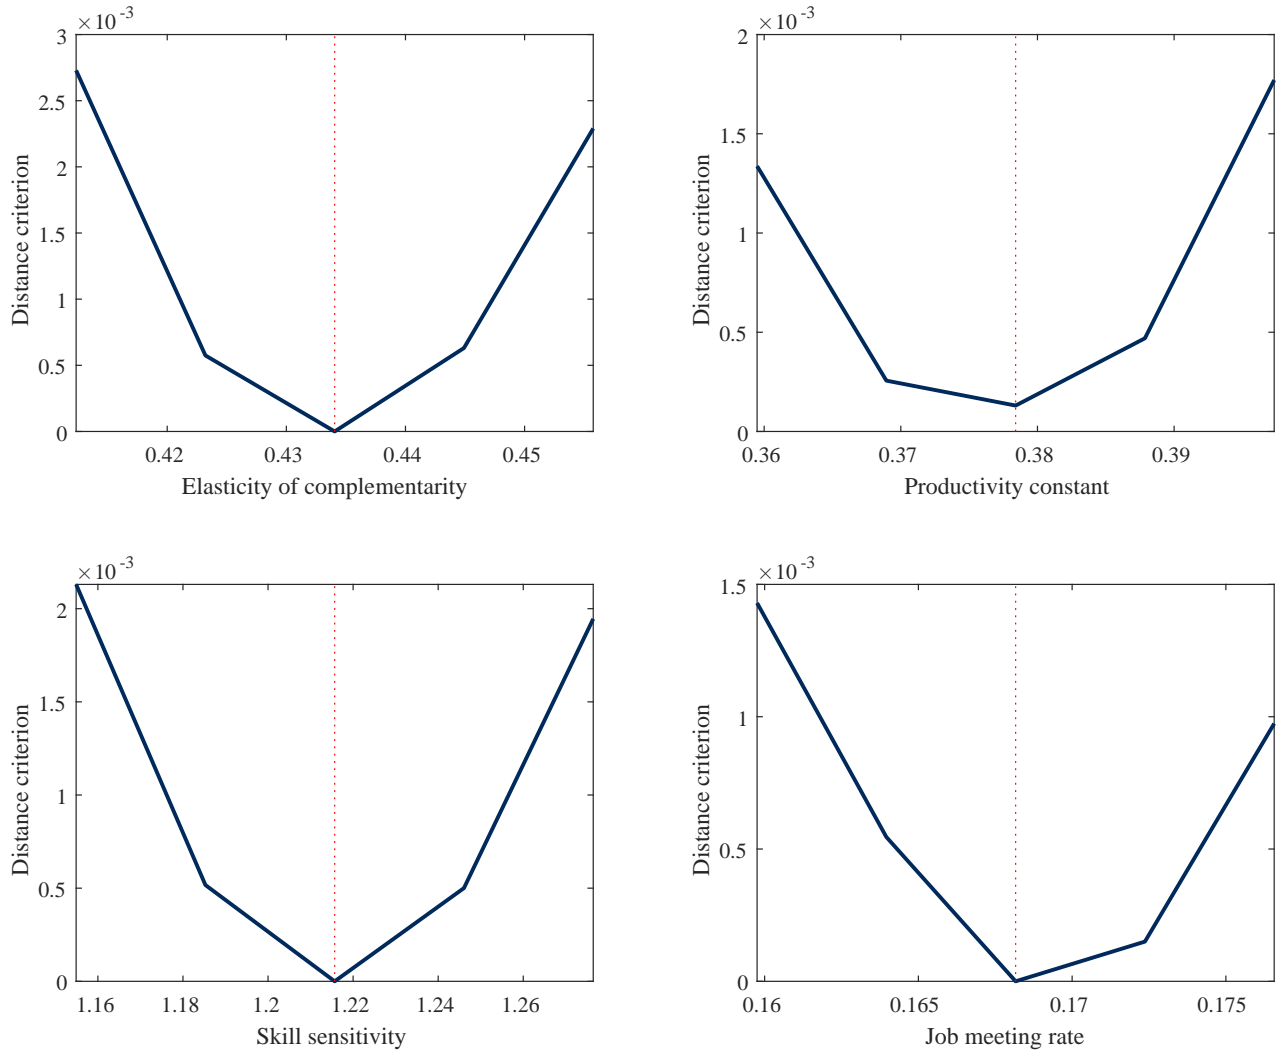 ×10^-3
3
2.5
2
1.5
1
0.5
0
Distance criterion
0.42 0.43 0.44 0.45
Elasticity of complementarity
×10^-3
2
1.5
1
0.5
0
Distance criterion
0.36 0.37 0.38 0.39
Productivity constant
×10^-3
2
1.5
1
0.5
0
Distance criterion
1.16 1.18 1.2 1.22 1.24 1.26
Skill sensitivity
×10^-3
1.5
1
0.5
0
Distance criterion
0.16 0.165 0.17 0.175
Job meeting rate